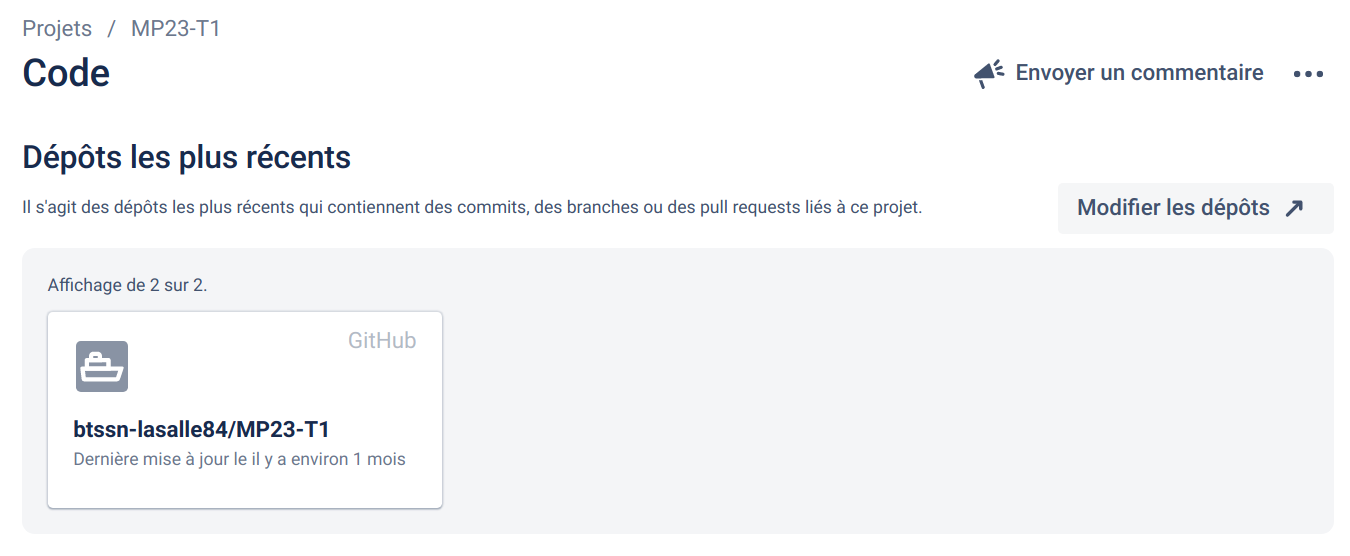 Projets / MP23-T1
Code
Envoyer un commentaire
Dépôts les plus récents
Il s'agit des dépôts les plus récents qui contiennent des commits, des branches ou des pull requests liés à ce projet.
Modifier les dépôts
Affichage de 2 sur 2.
GitHub
btssn-lasalle84/MP23-T1
Dernière mise à jour le il y a environ 1 mois